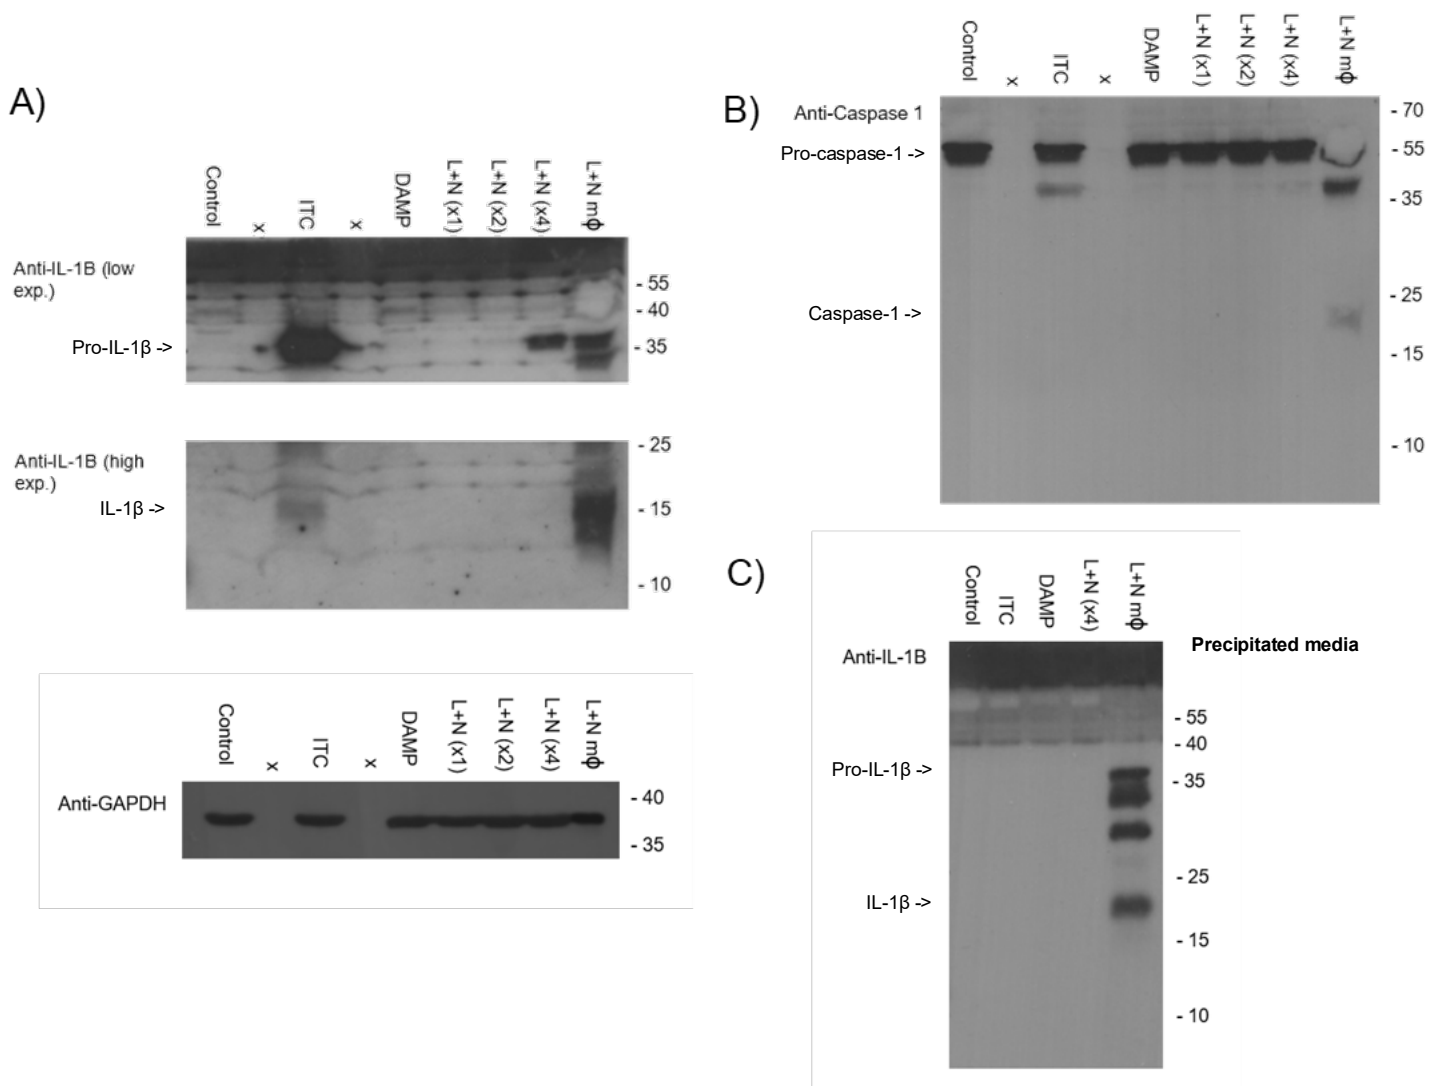 A)
Control
x
ITC
x
DAMP
L+N (x1)
L+N (x2)
L+N (x4)
L+N mϕ
Anti-IL-1B (low
exp.)
Pro-IL-1β ->
- 55
- 40
- 35
Anti-IL-1B (high
exp.)
IL-1β ->
- 25
- 15
- 10
Control
x
ITC
x
DAMP
L+N (x1)
L+N (x2)
L+N (x4)
L+N mϕ
Anti-GAPDH
- 40
- 35
B)
Control
x
ITC
x
DAMP
L+N (x1)
L+N (x2)
L+N (x4)
L+N mϕ
Anti-Caspase 1
Pro-caspase-1 ->
Caspase-1 ->
- 70
- 55
- 35
- 25
- 15
- 10
C)
Control
ITC
DAMP
L+N (x4)
L+N mϕ
Precipitated media
Anti-IL-1B
Pro-IL-1β ->
IL-1β ->
- 55
- 40
- 35
- 25
- 15
- 10